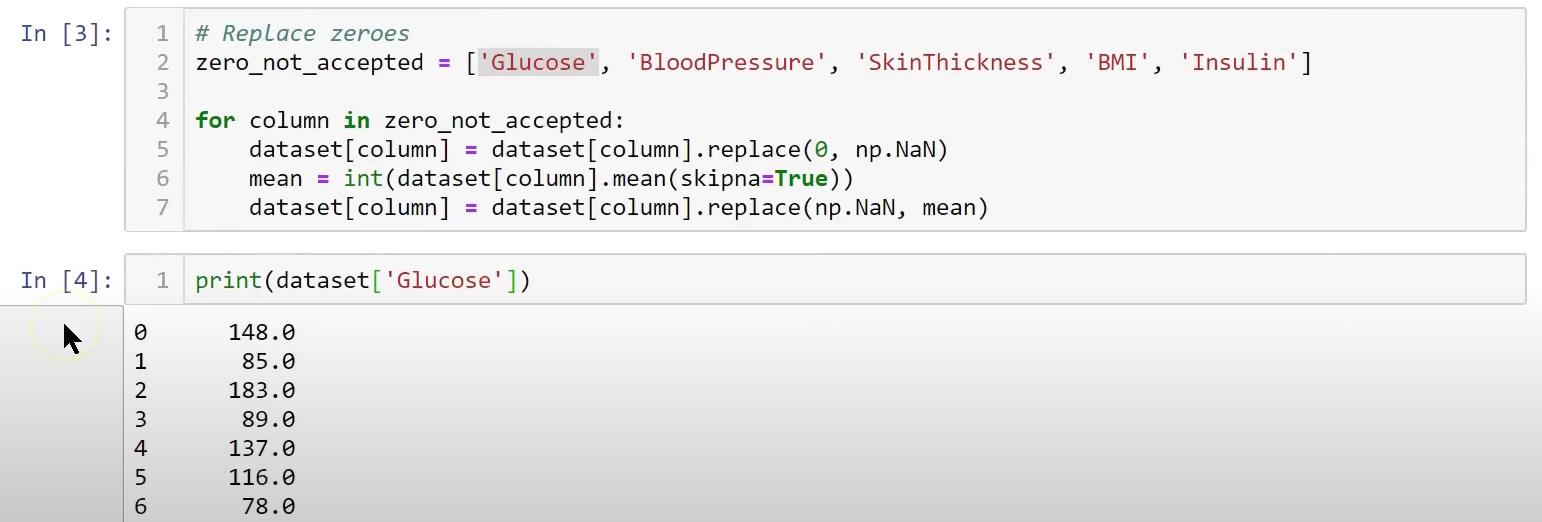 In [3]:
1 # Replace zeroes
2 zero_not_accepted = ['Glucose', 'BloodPressure', 'SkinThickness', 'BMI', 'Insulin']
3
4 for column in zero_not_accepted:
5     dataset[column] = dataset[column].replace(0, np.NaN)
6     mean = int(dataset[column].mean(skipna=True))
7     dataset[column] = dataset[column].replace(np.NaN, mean)
In [4]:
1 print(dataset['Glucose'])
0      148.0
1       85.0
2      183.0
3       89.0
4      137.0
5      116.0
6       78.0